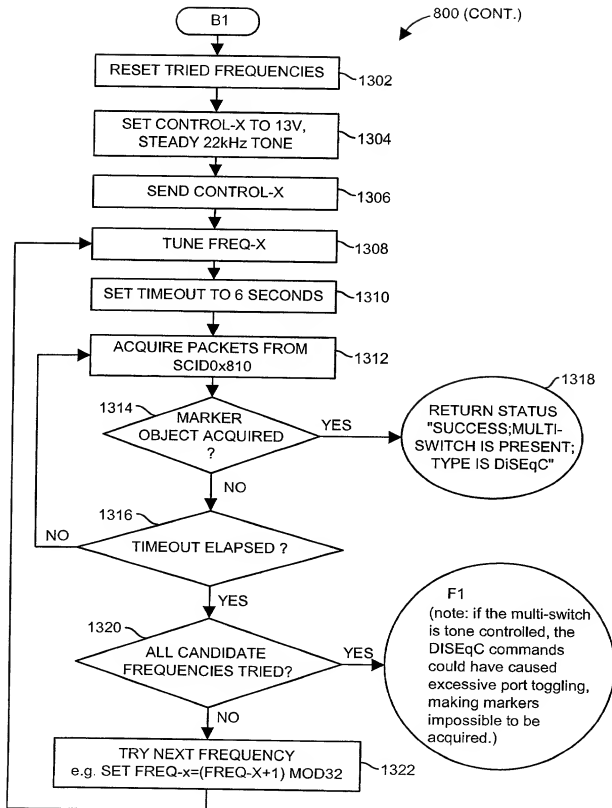 B1
800 (CONT.)
RESET TRIED FREQUENCIES
1302
SET CONTROL-X TO 13V,
STEADY 22kHz TONE
1304
SEND CONTROL-X
1306
TUNE FREQ-X
1308
SET TIMEOUT TO 6 SECONDS
1310
ACQUIRE PACKETS FROM
SCID0x810
1312
1314
MARKER
OBJECT ACQUIRED
?
YES
1318
RETURN STATUS
"SUCCESS;MULTI-
SWITCH IS PRESENT;
TYPE IS DiSEqC"
NO
1316
NO
TIMEOUT ELAPSED ?
YES
1320
ALL CANDIDATE
FREQUENCIES TRIED?
YES
F1
(note: if the multi-switch
is tone controlled, the
DISEqC commands
could have caused
excessive port toggling,
making markers
impossible to be
acquired.)
NO
TRY NEXT FREQUENCY
e.g. SET FREQ-x=(FREQ-X+1) MOD32
1322